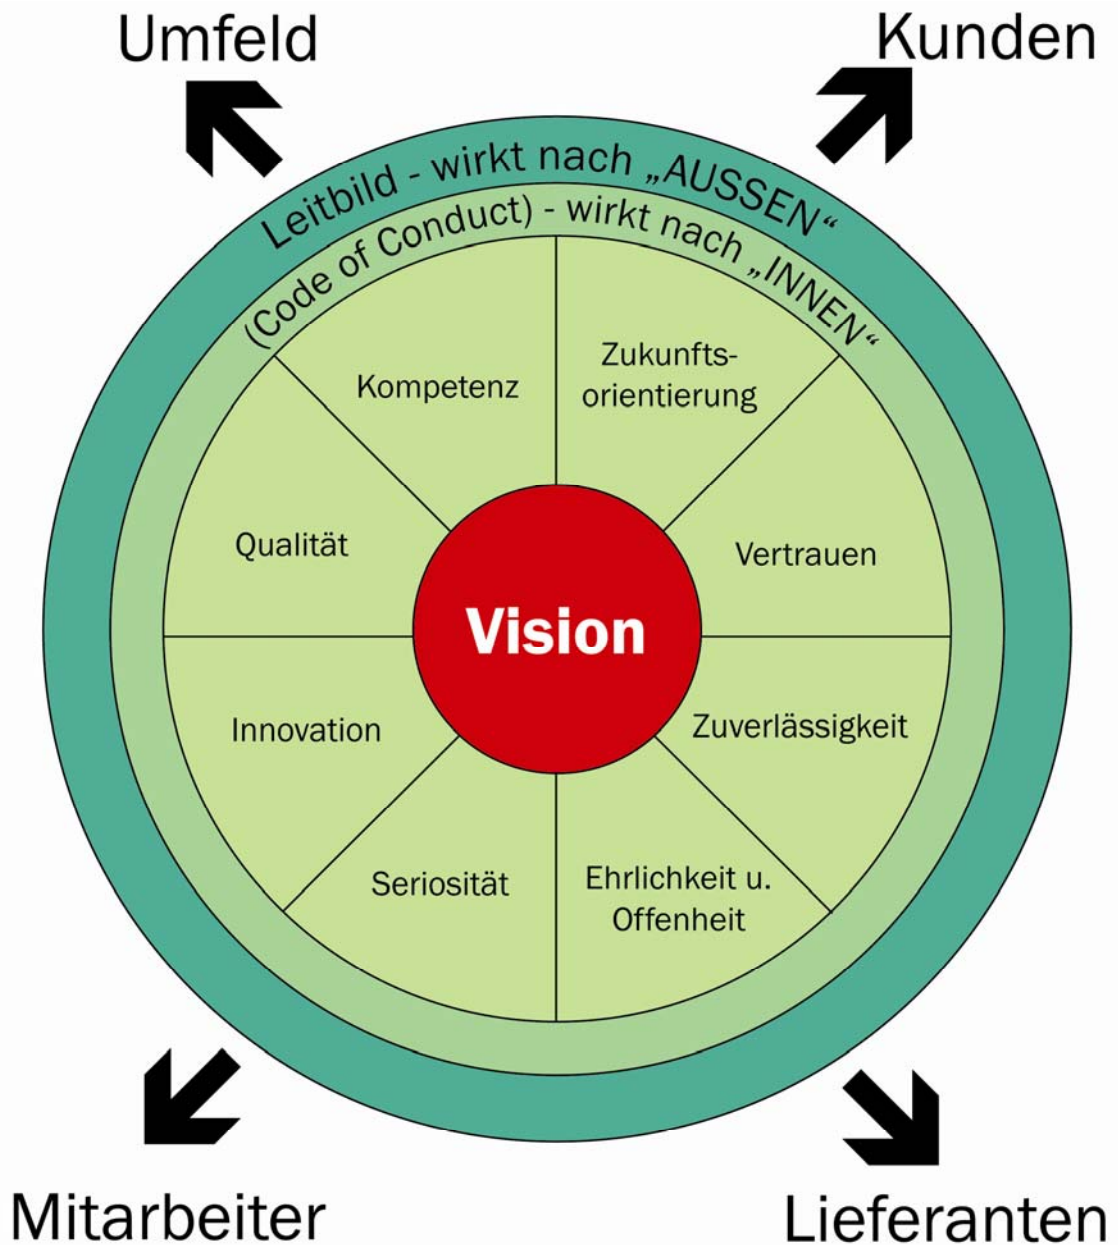 Umfeld
Kunden
Leitbild - wirkt nach „AUSSEN“
(Code of Conduct) - wirkt nach „INNEN“
Kompetenz
Zukunfts-
orientierung
Qualität
Vertrauen
Vision
Innovation
Zuverlässigkeit
Seriosität
Ehrlichkeit u.
Offenheit
Mitarbeiter
Lieferanten